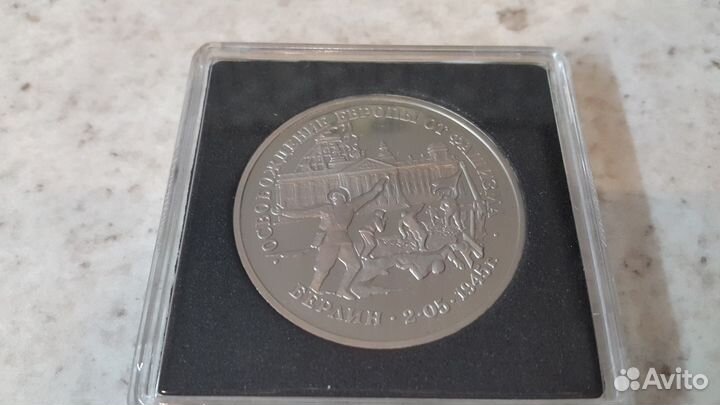 ОСВОБОЖДЕНИЕ ЕВРОПЫ ОТ ФАШИЗМА
БЕРЛИН • 2•05•1945г.
Avito